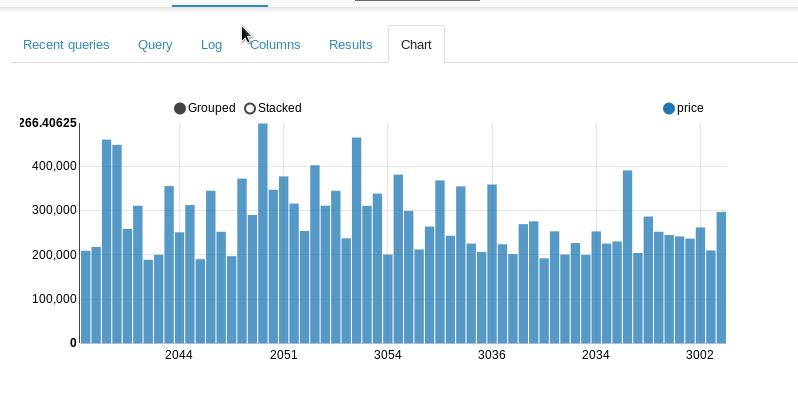 Recent queries Query Log Columns Results Chart
Grouped Stacked price
266.40625
400,000
300,000
200,000
100,000
0
2044 2051 3054 3036 2034 3002